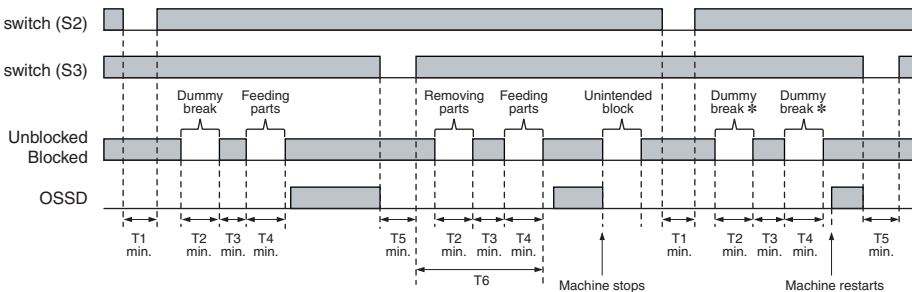 switch (S2)
switch (S3)
Dummy break
Feeding parts
Removing parts
Feeding parts
Unintended block
Dummy break ✻
Dummy break ✻
Unblocked
Blocked
OSSD
T1 min.
T2 min.
T3 min.
T4 min.
T5 min.
T2 min.
T3 min.
T4 min.
T1 min.
T2 min.
T3 min.
T4 min.
T5 min.
T6
Machine stops
Machine restarts